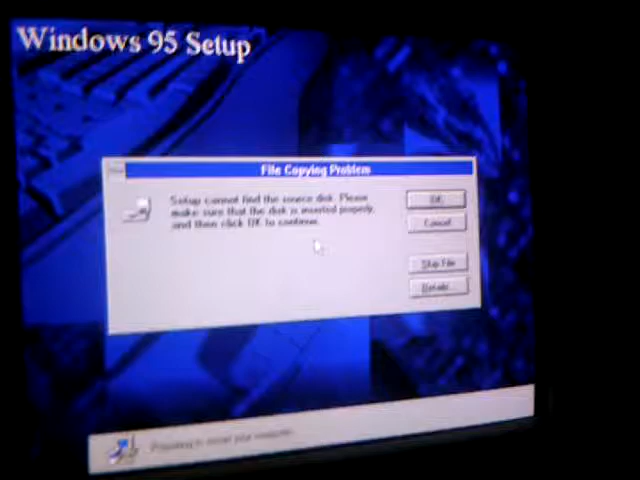 Windows 95 Setup
File Copying Problem
Setup cannot find the source disk. Please
make sure that the disk is inserted properly,
and then click OK to continue.
OK
Cancel
Skip File
Details...